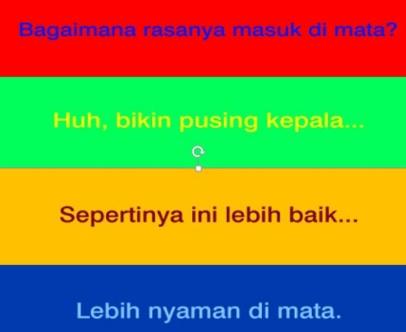 Bagaimana rasanya masuk di mata?
Huh, bikin pusing kepala...
Sepertinya ini lebih baik...
Lebih nyaman di mata.